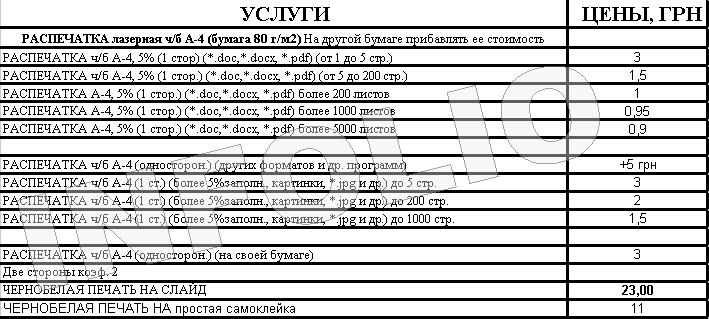 УСЛУГИ ЦЕНЫ, ГРН
РАСПЕЧАТКА лазерная ч/б А-4 (бумага 80 г/м2) На другой бумаге прибавлять ее стоимость
РАСПЕЧАТКА ч/б А-4, 5% (1 стор) (*.doc,*.docx, *.pdf) (от 1 до 5 стр.) 3
РАСПЕЧАТКА ч/б А-4, 5% (1 стор.) (*.doc,*.docx, *.pdf) (от 5 до 200 стр.) 1,5
РАСПЕЧАТКА А-4, 5% (1 стор.) (*.doc,*.docx, *.pdf) более 200 листов 1
РАСПЕЧАТКА А-4, 5% (1 стор.) (*.doc,*.docx, *.pdf) более 1000 листов 0,95
РАСПЕЧАТКА А-4, 5% (1 стор.) (*.doc,*.docx, *.pdf) более 5000 листов 0,9
РАСПЕЧАТКА ч/б А-4 (односторон.) (других форматов и др. программ) +5 грн
РАСПЕЧАТКА ч/б А-4 (1 ст.) (более 5%заполн., картинки, *.jpg и др.) до 5 стр. 3
РАСПЕЧАТКА ч/б А-4 (1 ст.) (более 5%заполн., картинки, *.jpg и др.) до 200 стр. 2
РАСПЕЧАТКА ч/б А-4 (1 ст.) (более 5%заполн., картинки, *.jpg и др.) до 1000 стр. 1,5
РАСПЕЧАТКА ч/б А-4 (односторон.) (на своей бумаге) 3
Две стороны коэф. 2
ЧЕРНОБЕЛАЯ ПЕЧАТЬ НА СЛАЙД 23,00
ЧЕРНОБЕЛАЯ ПЕЧАТЬ НА простая самоклейка 11
INFOLIO